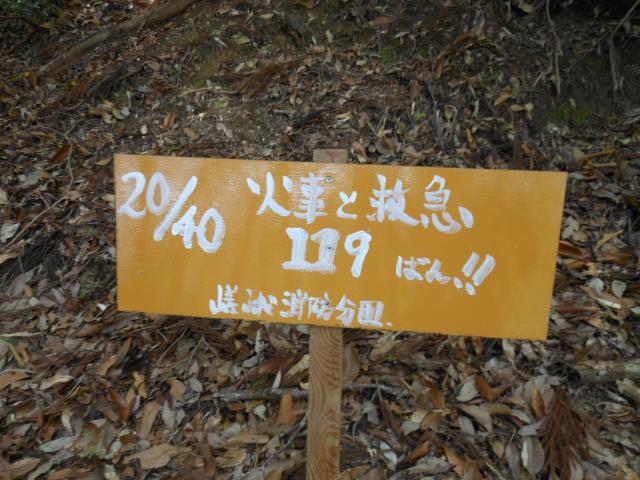 20/40 火事と救急、
119 ばん、!!
嵯峨消防分団.